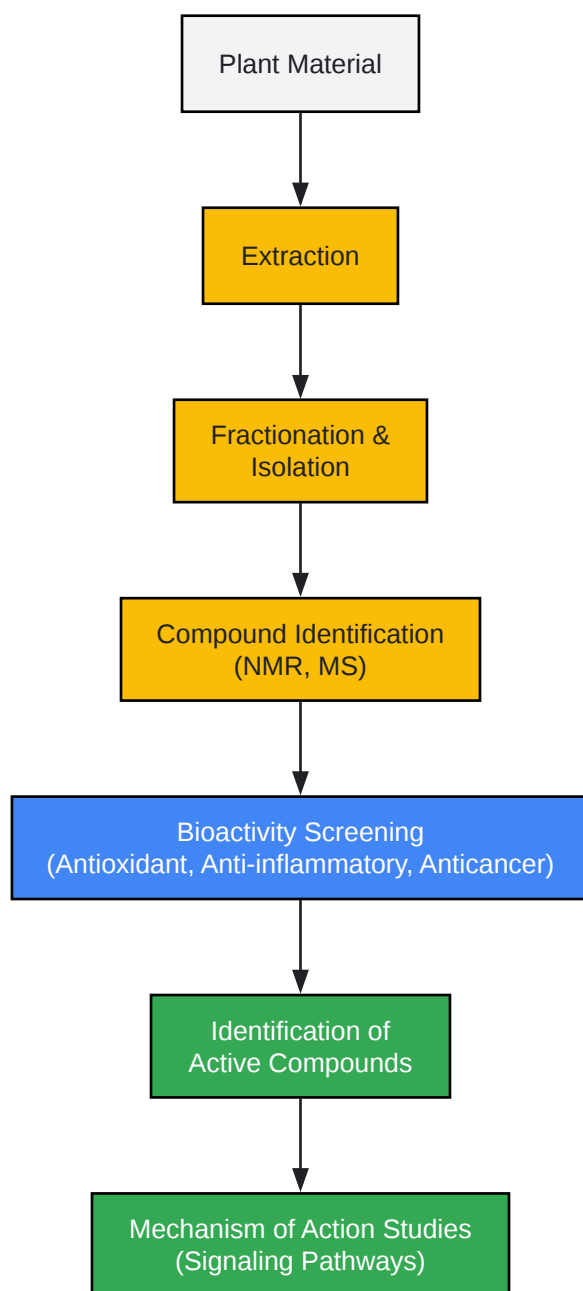 Plant Material
Extraction
Fractionation &
Isolation
Compound Identification
(NMR, MS)
Bioactivity Screening
(Antioxidant, Anti-inflammatory, Anticancer)
Identification of
Active Compounds
Mechanism of Action Studies
(Signaling Pathways)